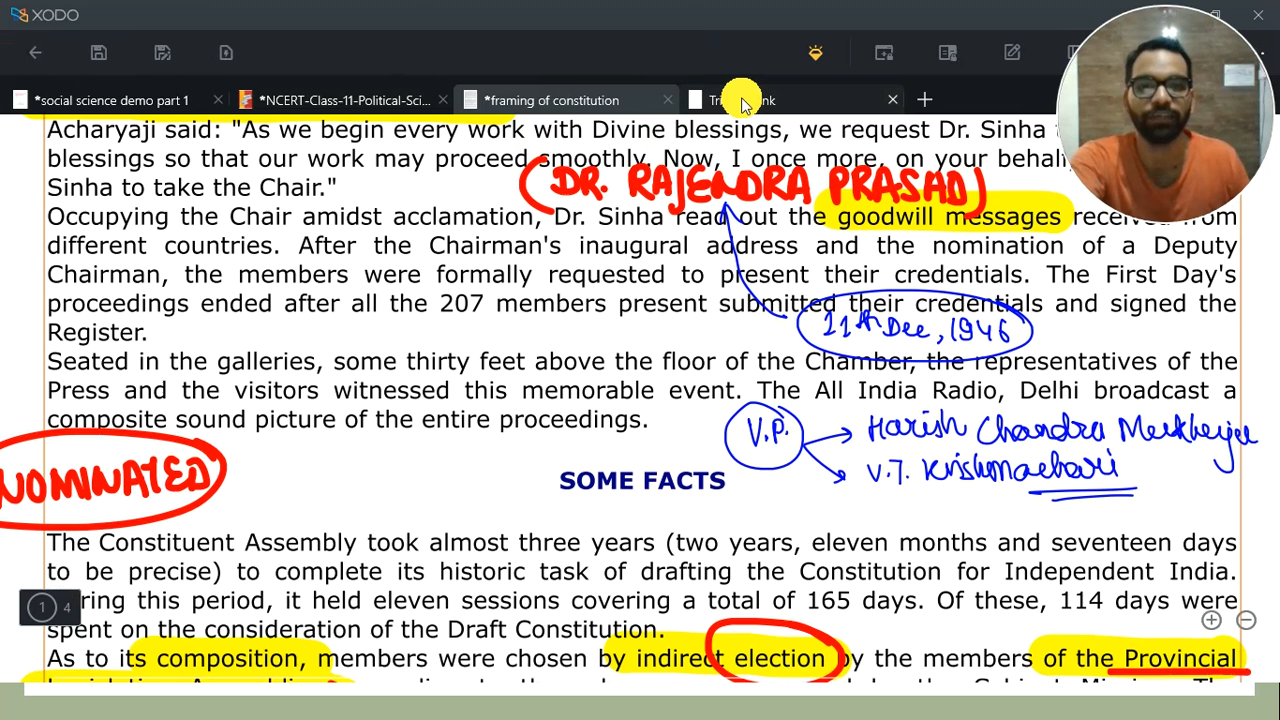 XODO
*social science demo part 1
*NCERT-Class-11-Political-Sci...
*framing of constitution
Acharyaji said: "As we begin every work with Divine blessings, we request Dr. Sinha
blessings so that our work may proceed smoothly. Now, I once more, on your behal
Sinha to take the Chair."
(DR. RAJENDRA PRASAD)
Occupying the Chair amidst acclamation, Dr. Sinha read out the goodwill messages received from
different countries. After the Chairman's inaugural address and the nomination of a Deputy
Chairman, the members were formally requested to present their credentials. The First Day's
proceedings ended after all the 207 members present submitted their credentials and signed the
Register.
11th Dec, 1946
Seated in the galleries, some thirty feet above the floor of the Chamber, the representatives of the
Press and the visitors witnessed this memorable event. The All India Radio, Delhi broadcast a
composite sound picture of the entire proceedings.
V.P.
Harish Chandra Mukherjee
V.T. Krishnachari
NOMINATED
SOME FACTS
The Constituent Assembly took almost three years (two years, eleven months and seventeen days
to be precise) to complete its historic task of drafting the Constitution for Independent India.
ring this period, it held eleven sessions covering a total of 165 days. Of these, 114 days were
spent on the consideration of the Draft Constitution.
1 4
As to its composition, members were chosen by indirect election by the members of the Provincial